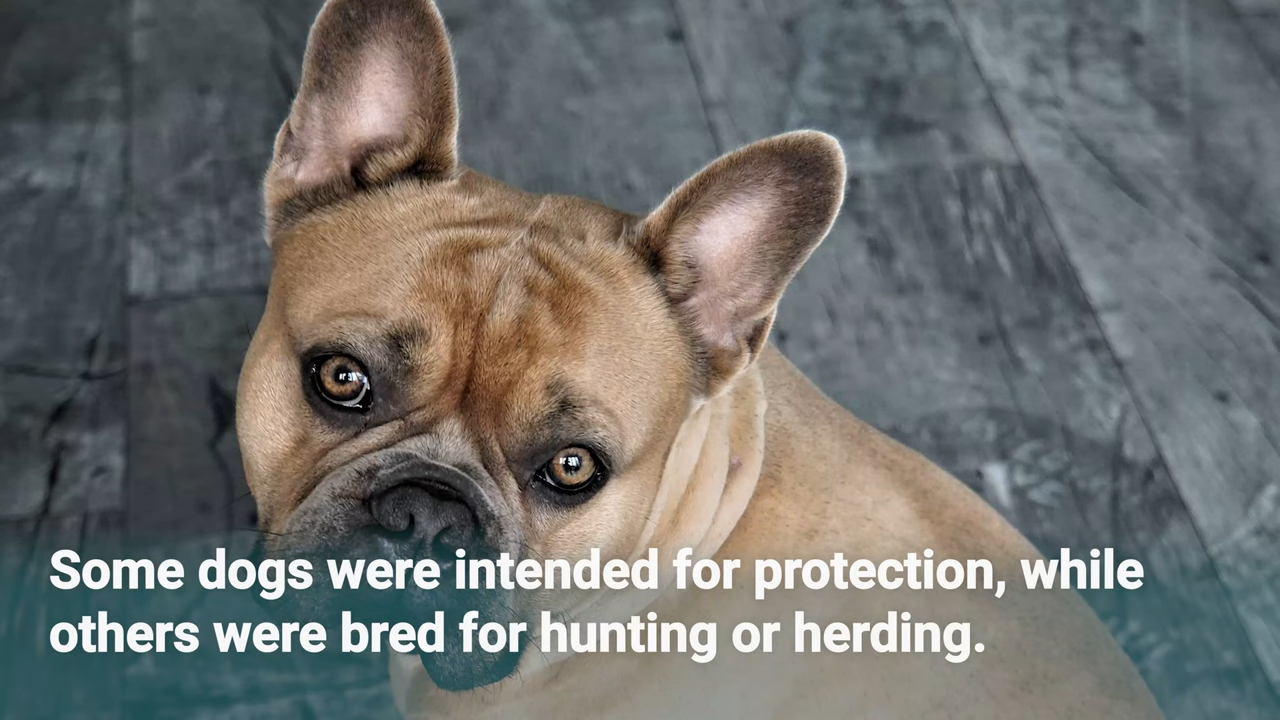 Some dogs were intended for protection, while
others were bred for hunting or herding.